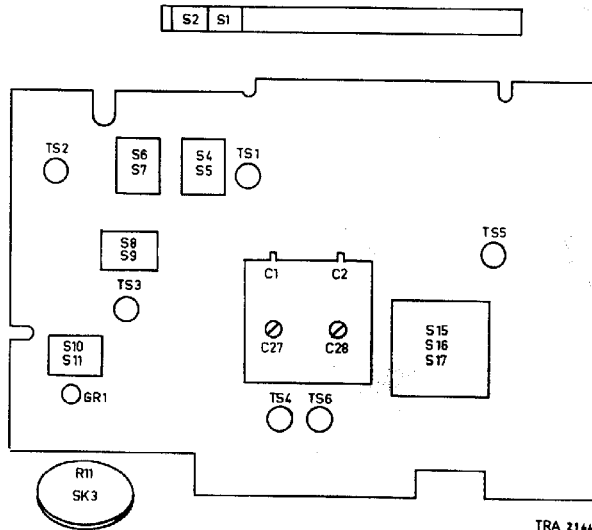 S2 S1
TS2
S6
S7
S4
S5
TS1
S8
S9
TS5
C1 C2
TS3
C27 C28
S15
S16
S17
S10
S11
GR1
TS4 TS6
R11
SK3
TRA 2144